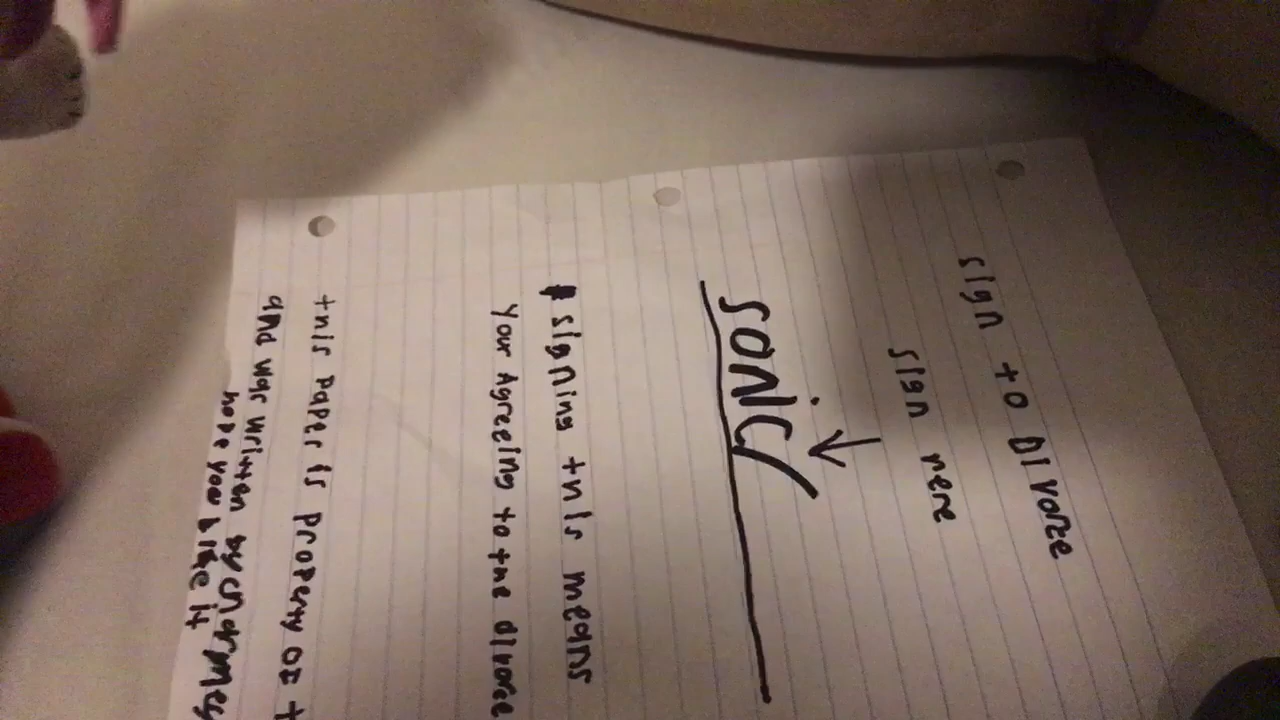 sign to Divorce
sign here
sonic
signing this means
Your Agreeing to the divorce
this paper is property of
and was written by
hope you like it